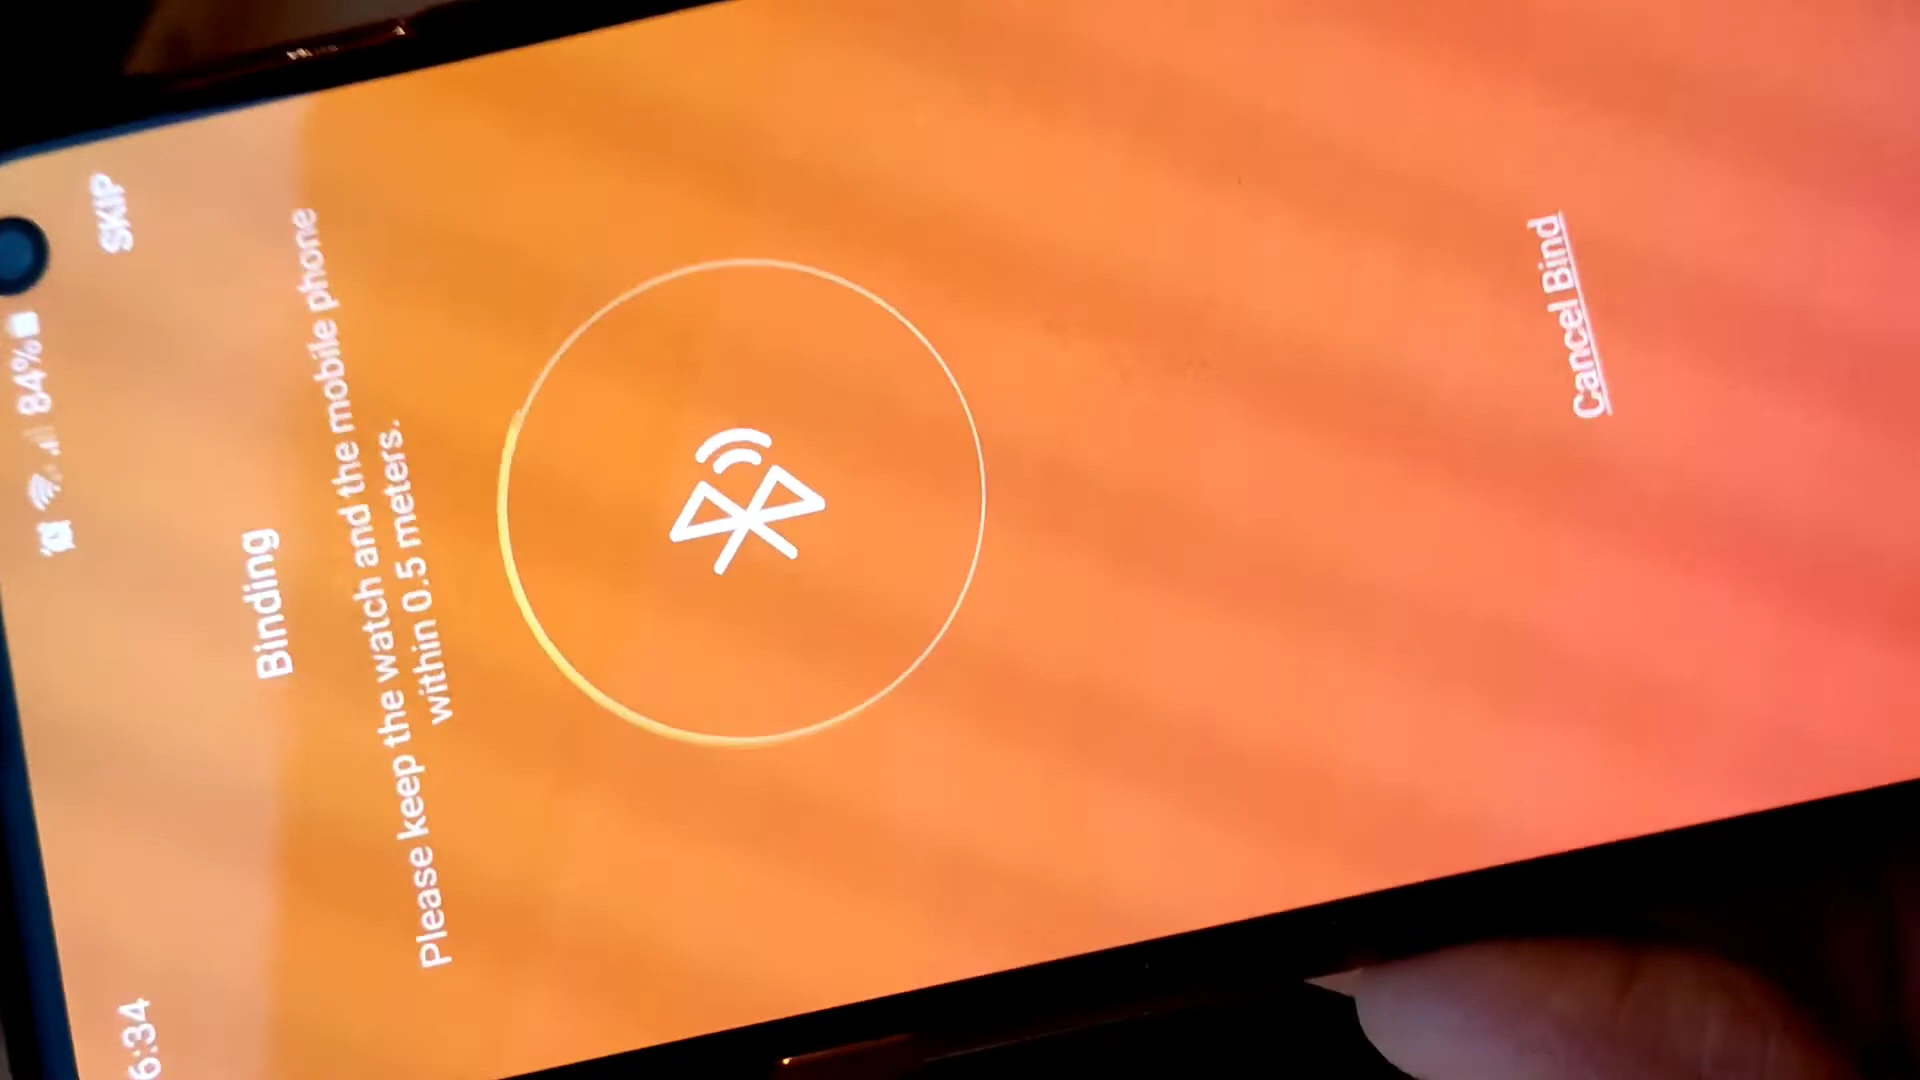 6:34
84%
SKIP
Binding
Please keep the watch and the mobile phone
within 0.5 meters.
Cancel Bind